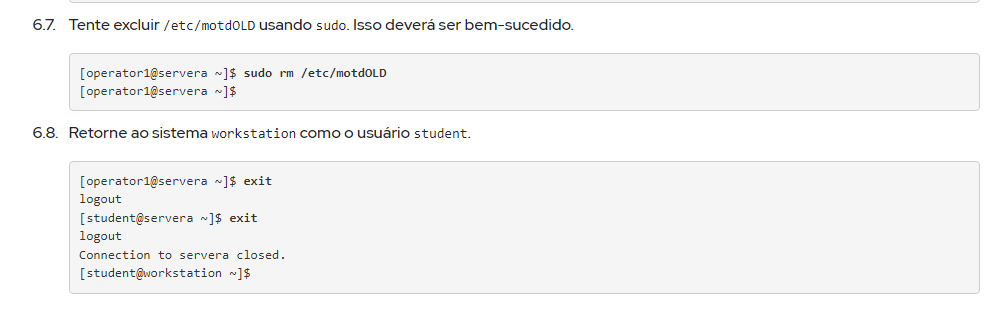 6.7. Tente excluir /etc/motdOLD usando sudo. Isso deverá ser bem-sucedido.
[operator1@servera ~]$ sudo rm /etc/motdOLD
[operator1@servera ~]$
6.8. Retorne ao sistema workstation como o usuário student.
[operator1@servera ~]$ exit
logout
[student@servera ~]$ exit
logout
Connection to servera closed.
[student@workstation ~]$